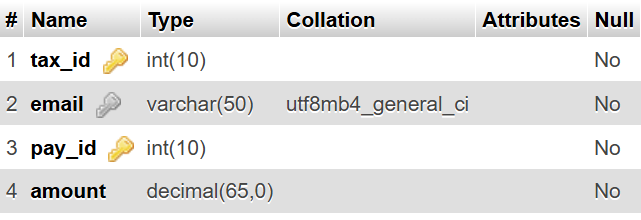 # Name Type Collation Attributes Null
1 tax_id int(10) No
2 email varchar(50) utf8mb4_general_ci No
3 pay_id int(10) No
4 amount decimal(65,0) No